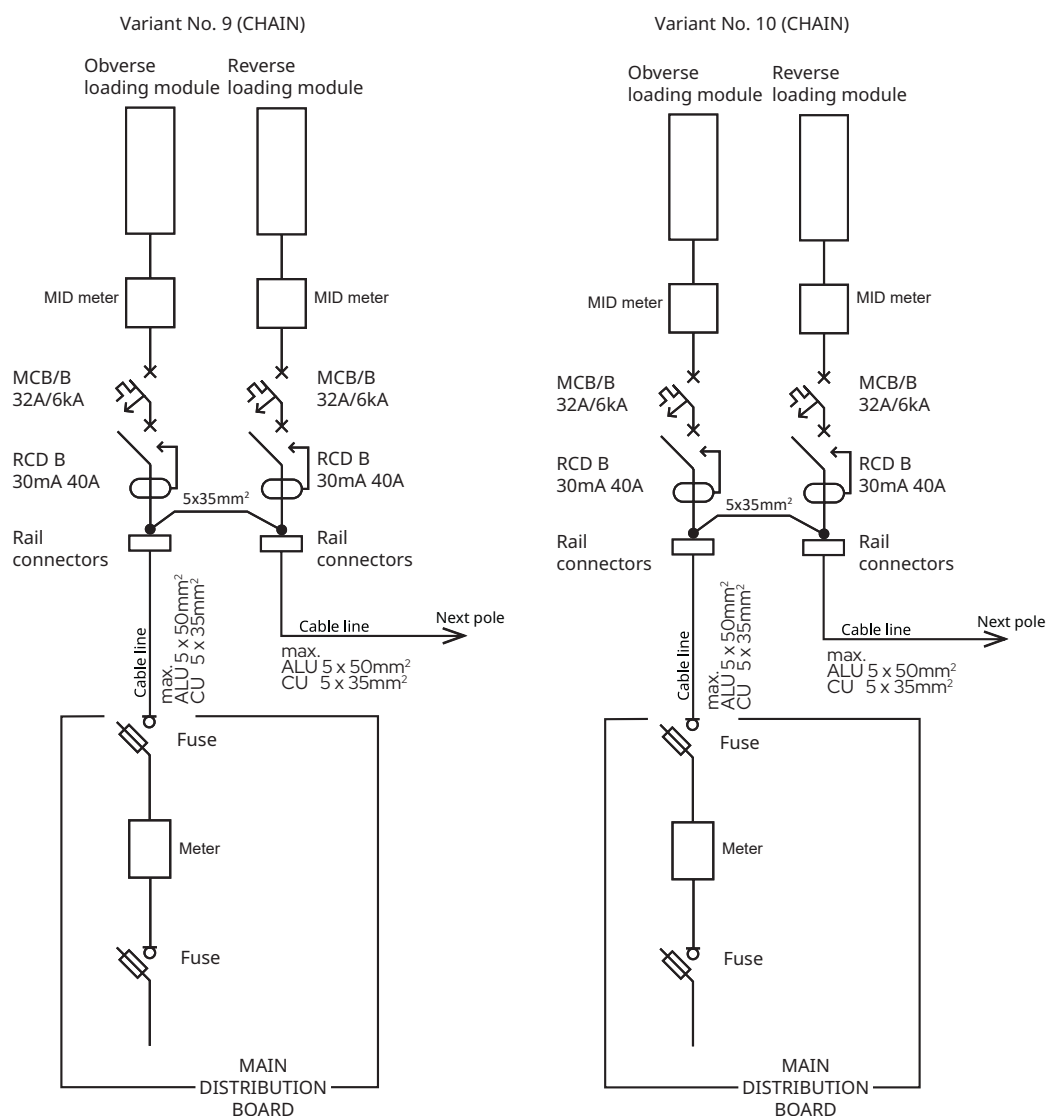 Variant No. 9 (CHAIN)
Obverse
loading module
Reverse
loading module
MID meter
MID meter
MCB/B
32A/6kA
MCB/B
32A/6kA
RCD B
30mA 40A
RCD B
30mA 40A
5x35mm²
Rail
connectors
Rail
connectors
Cable line
max.
ALU 5 x 50mm²
CU 5 x 35mm²
Cable line
Next pole
max.
ALU 5 x 50mm²
CU 5 x 35mm²
Fuse
Meter
Fuse
MAIN
DISTRIBUTION
BOARD
Variant No. 10 (CHAIN)
Obverse
loading module
Reverse
loading module
MID meter
MID meter
MCB/B
32A/6kA
MCB/B
32A/6kA
RCD B
30mA 40A
RCD B
30mA 40A
5x35mm²
Rail
connectors
Rail
connectors
Cable line
max.
ALU 5 x 50mm²
CU 5 x 35mm²
Cable line
Next pole
max.
ALU 5 x 50mm²
CU 5 x 35mm²
Fuse
Meter
Fuse
MAIN
DISTRIBUTION
BOARD